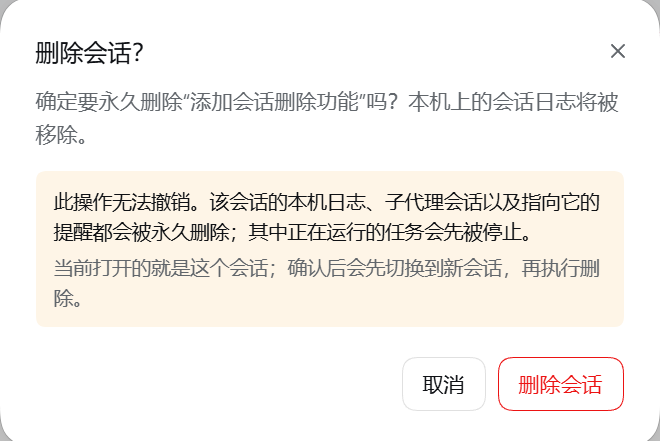 删除会话？
确定要永久删除“添加会话删除功能”吗？本机上的会话日志将被
移除。
此操作无法撤销。该会话的本机日志、子代理会话以及指向它的
提醒都会被永久删除；其中正在运行的任务会先被停止。
当前打开的就是这个会话；确认后会先切换到新会话，再执行删
除。
取消
删除会话